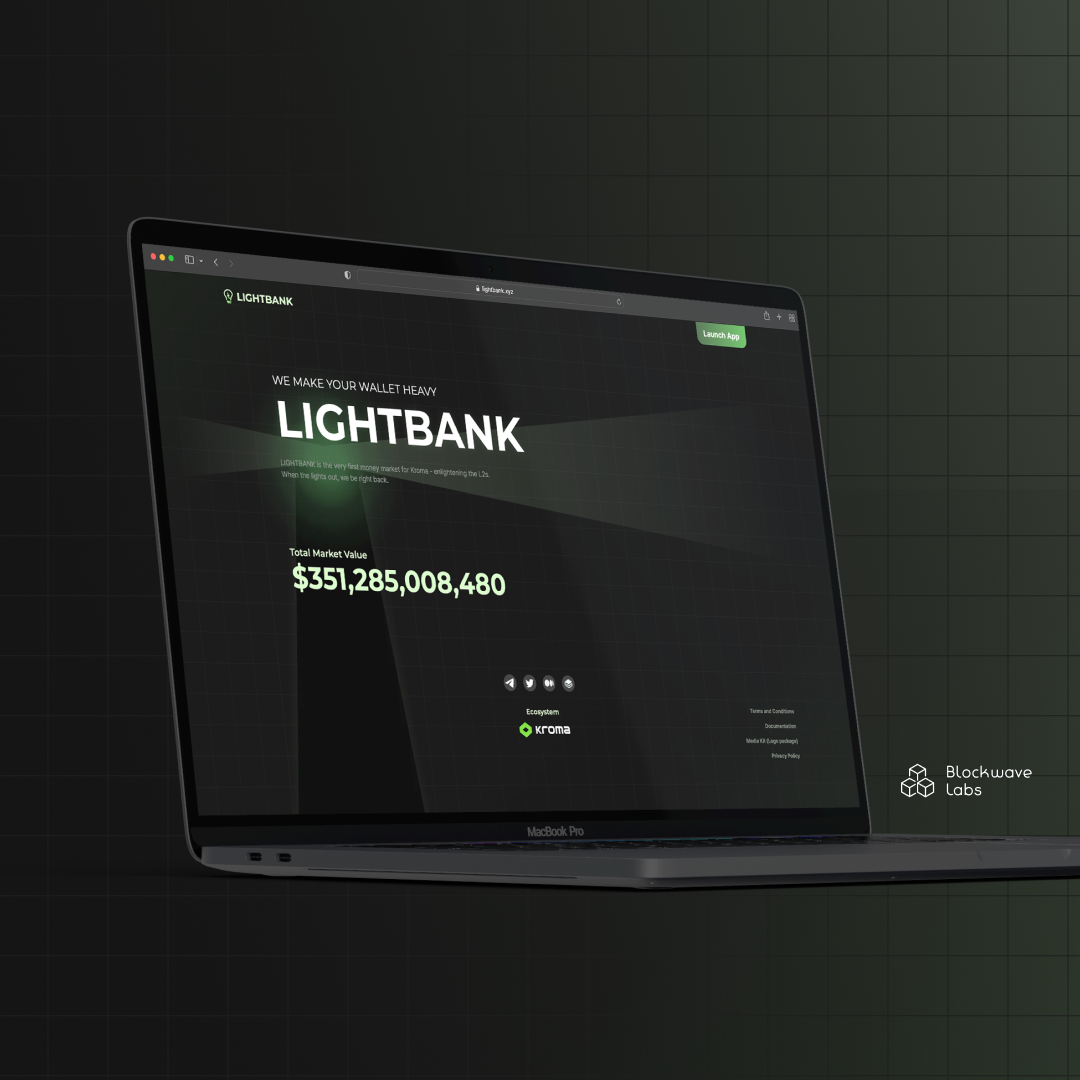 lightbank.xyz
LIGHTBANK
Launch App
WE MAKE YOUR WALLET HEAVY
LIGHTBANK
LIGHTBANK is the very first money market for Kroma - enlightening the L2s.
When the lights out, we be right back.
Total Market Value
$351,285,008,480
Ecosystem
kroma
Terms and Conditions
Documentation
Media Kit (Logo package)
Privacy Policy
MacBook Pro
Blockwave
Labs